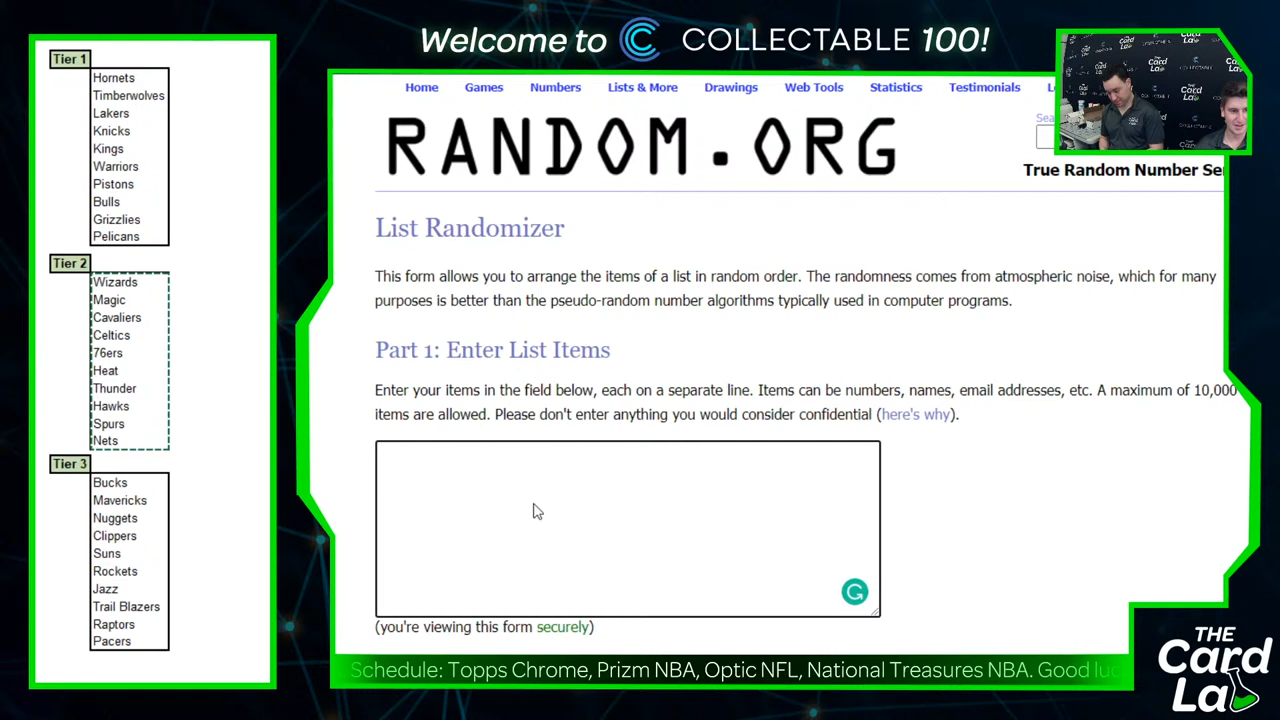 Welcome to COLLECTABLE 100!
Tier 1
Hornets
Timberwolves
Lakers
Knicks
Kings
Warriors
Pistons
Bulls
Grizzlies
Pelicans
Tier 2
Wizards
Magic
Cavaliers
Celtics
76ers
Heat
Thunder
Hawks
Spurs
Nets
Tier 3
Bucks
Mavericks
Nuggets
Clippers
Suns
Rockets
Jazz
Trail Blazers
Raptors
Pacers
Home Games Numbers Lists & More Drawings Web Tools Statistics Testimonials
RANDOM.ORG
Sea
True Random Number Se
List Randomizer
This form allows you to arrange the items of a list in random order. The randomness comes from atmospheric noise, which for many
purposes is better than the pseudo-random number algorithms typically used in computer programs.
Part 1: Enter List Items
Enter your items in the field below, each on a separate line. Items can be numbers, names, email addresses, etc. A maximum of 10,000
items are allowed. Please don't enter anything you would consider confidential (here's why).
(you're viewing this form securely)
Schedule: Topps Chrome, Prizm NBA, Optic NFL, National Treasures NBA. Good luc
THE
Card
La